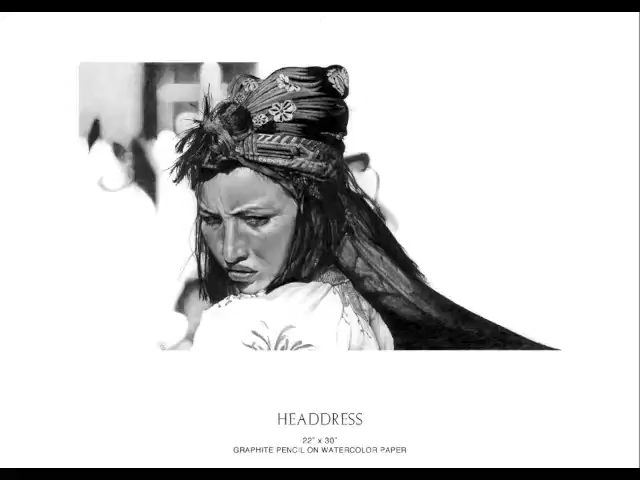 HEADDRESS
22" x 30"
GRAPHITE PENCIL ON WATERCOLOR PAPER